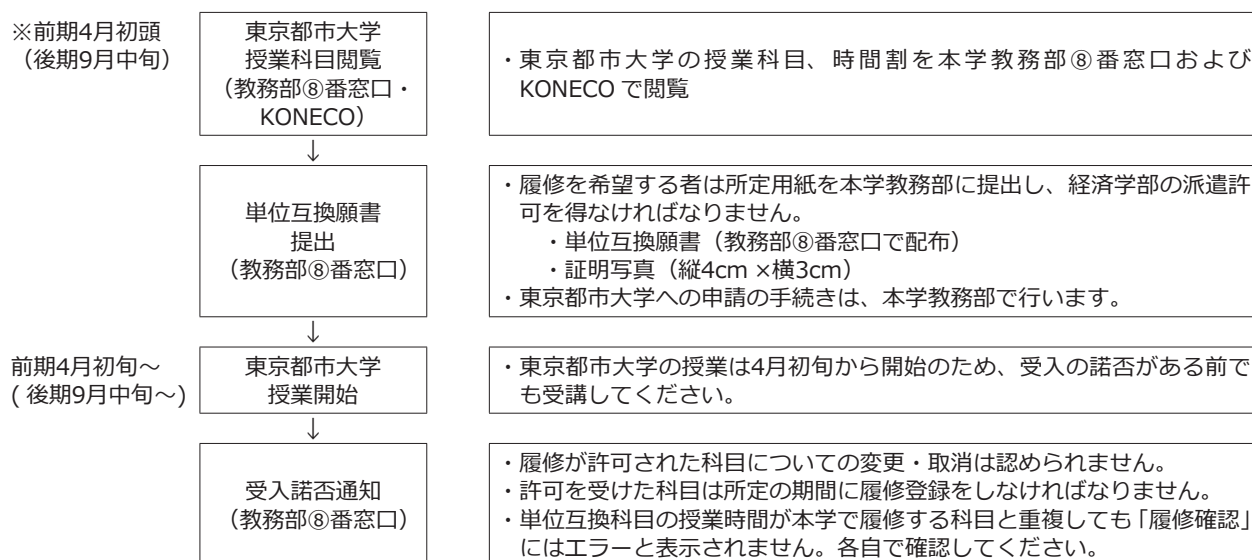 ※前期4月初頭
（後期9月中旬）
東京都市大学
授業科目閲覧
（教務部⑧番窓口・
KONECO）
・東京都市大学の授業科目、時間割を本学教務部⑧番窓口および
KONECO で閲覧
↓
単位互換願書
提出
（教務部⑧番窓口）
・履修を希望する者は所定用紙を本学教務部に提出し、経済学部の派遣許
可を得なければなりません。
・単位互換願書（教務部⑧番窓口で配布）
・証明写真（縦4cm ×横3cm）
・東京都市大学への申請の手続きは、本学教務部で行います。
↓
前期4月初旬～
( 後期9月中旬～)
東京都市大学
授業開始
・東京都市大学の授業は4月初旬から開始のため、受入の諾否がある前で
も受講してください。
↓
受入諾否通知
（教務部⑧番窓口）
・履修が許可された科目についての変更・取消は認められません。
・許可を受けた科目は所定の期間に履修登録をしなければなりません。
・単位互換科目の授業時間が本学で履修する科目と重複しても「履修確認」
にはエラーと表示されません。各自で確認してください。